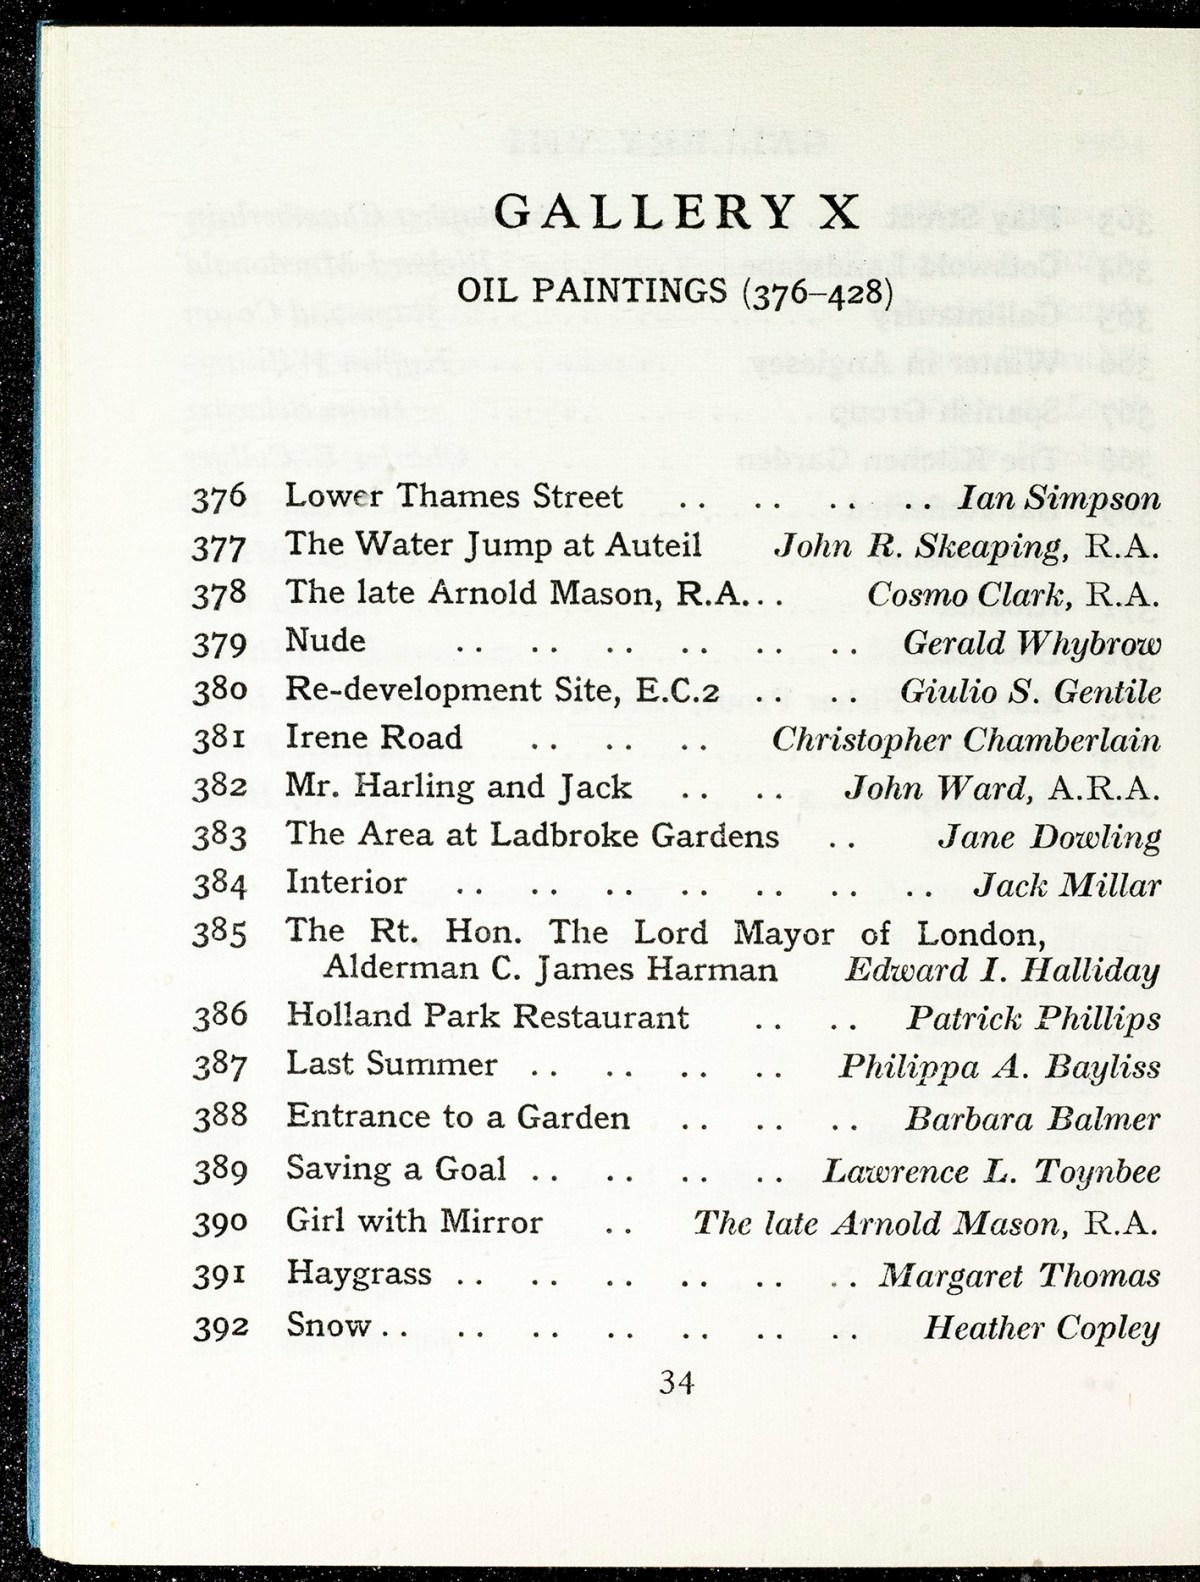 GALLERY X
OIL PAINTINGS (376–428)
376 Lower Thames Street .. .. .. .. Ian Simpson
377 The Water Jump at Auteil John R. Skeaping, R.A.
378 The late Arnold Mason, R.A... Cosmo Clark, R.A.
379 Nude .. .. .. .. .. .. Gerald Whybrow
380 Re-development Site, E.C.2 .. .. Giulio S. Gentile
381 Irene Road .. .. .. Christopher Chamberlain
382 Mr. Harling and Jack .. .. John Ward, A.R.A.
383 The Area at Ladbroke Gardens .. Jane Dowling
384 Interior .. .. .. .. .. .. .. Jack Millar
385 The Rt. Hon. The Lord Mayor of London,
Alderman C. James Harman Edward I. Halliday
386 Holland Park Restaurant .. .. Patrick Phillips
387 Last Summer .. .. .. .. Philippa A. Bayliss
388 Entrance to a Garden .. .. .. Barbara Balmer
389 Saving a Goal .. .. .. .. Lawrence L. Toynbee
390 Girl with Mirror .. The late Arnold Mason, R.A.
391 Haygrass .. .. .. .. .. .. Margaret Thomas
392 Snow .. .. .. .. .. .. .. Heather Copley
34